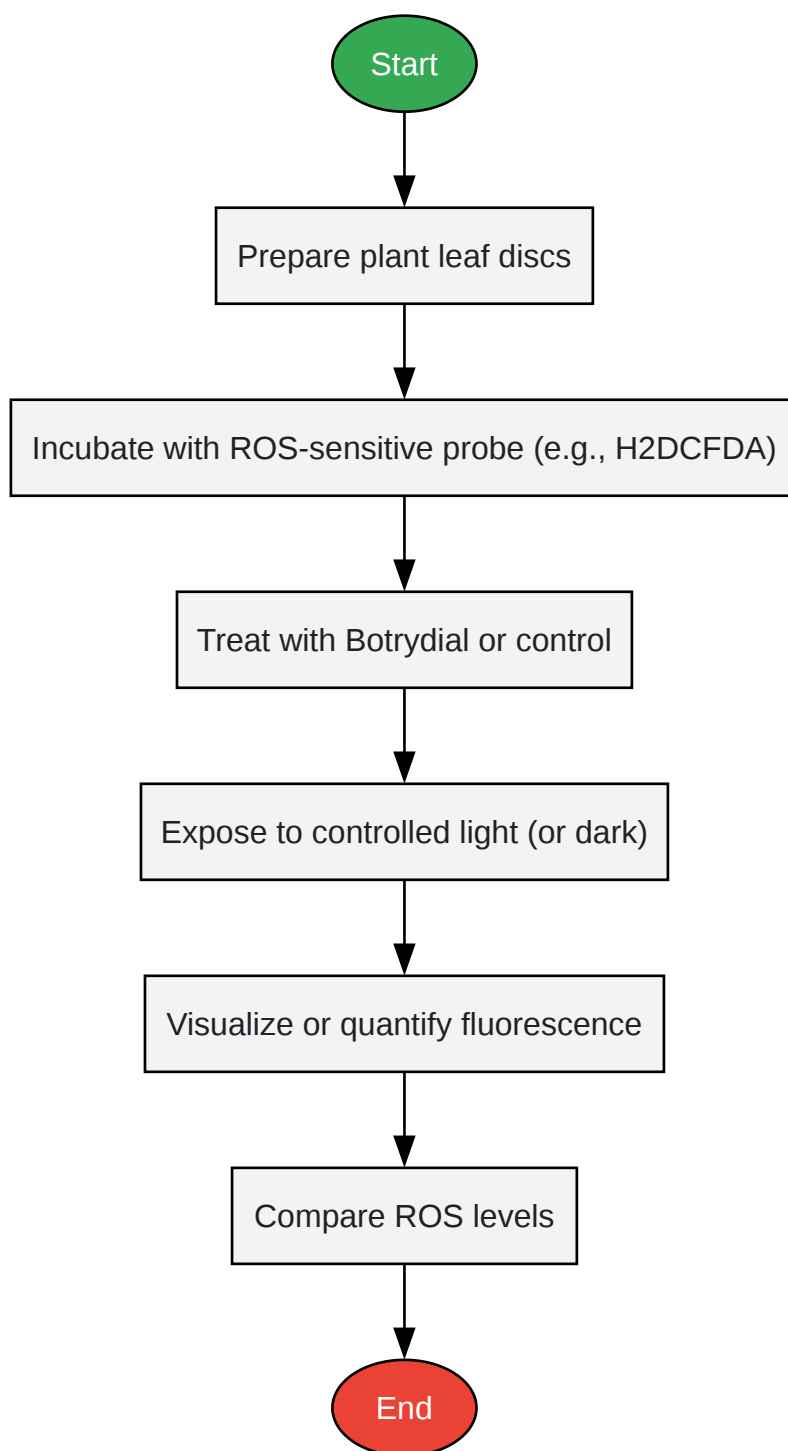 Start
Prepare plant leaf discs
Incubate with ROS-sensitive probe (e.g., H2DCFDA)
Treat with Botrydial or control
Expose to controlled light (or dark)
Visualize or quantify fluorescence
Compare ROS levels
End